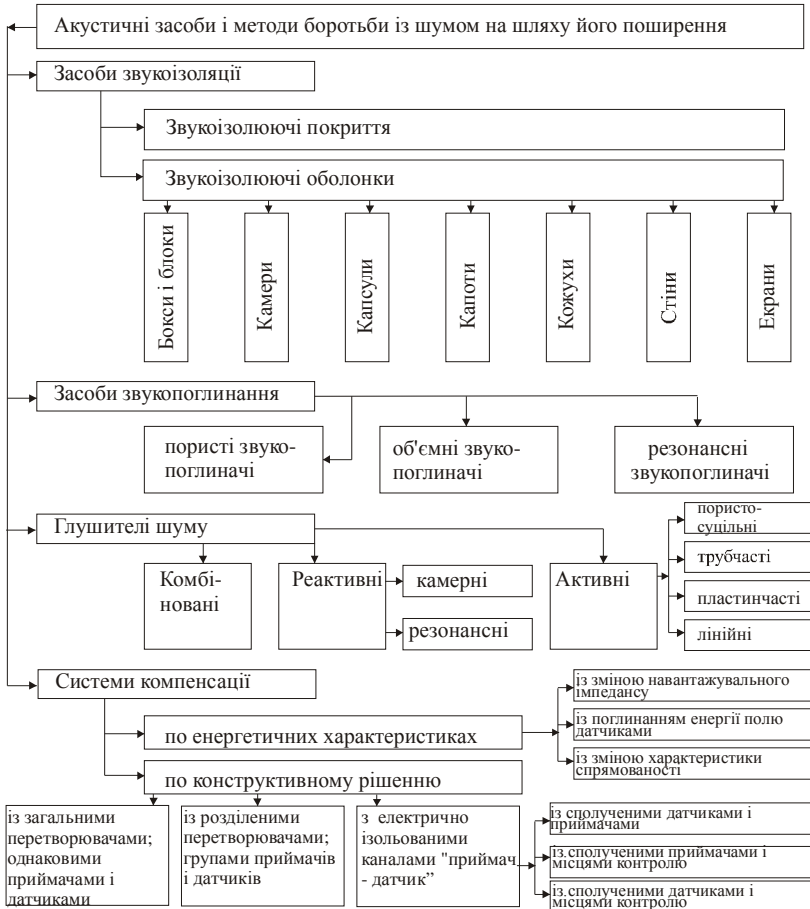 Акустичні засоби і методи боротьби із шумом на шляху його поширення
Засоби звукоізоляції
Звукоізолюючі покриття
Звукоізолюючі оболонки
Бокси і блоки
Камери
Капсули
Капоти
Кожухи
Стіни
Екрани
Засоби звукопоглинання
пористі звуко-
поглиначі
об'ємні звуко-
поглиначі
резонансні
звукопоглиначі
Глушителі шуму
Комбі-
новані
Реактивні
камерні
резонансні
Активні
пористо-
суцільні
трубчасті
пластинчасті
лінійні
Системи компенсації
по енергетичних характеристиках
із зміною навантажувального
імпедансу
із поглинанням енергії полю
датчиками
із зміною характеристики
спрямованості
по конструктивному рішенню
із загальними
перетворювачами;
однаковими
приймачами і
датчиками
із розділеними
перетворювачами;
групами приймачів
і датчиків
з електрично
ізольованими
каналами "приймач
- датчик”
із сполученими датчиками і
приймачами
із.сполученими приймачами і
місцями контролю
із.сполученими датчиками і
місцями контролю